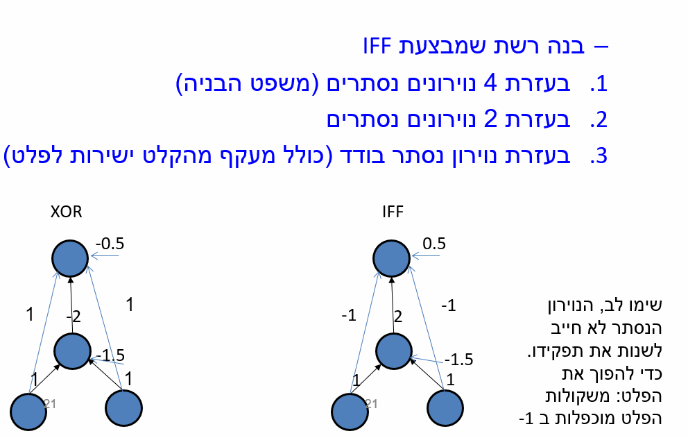 – בנה רשת שמבצעת IFF
1. בעזרת 4 נוירונים נסתרים (משפט הבניה)
2. בעזרת 2 נוירונים נסתרים
3. בעזרת נוירון נסתר בודד (כולל מעקף מהקלט ישירות לפלט)
XOR
-0.5
1
1
-2
-1.5
1
1
21
IFF
0.5
-1
-1
2
-1.5
1
1
21
שימו לב, הנוירון
הנסתר לא חייב
לשנות את תפקידו.
כדי להפוך את
הפלט: משקולות
הפלט מוכפלות ב 1-